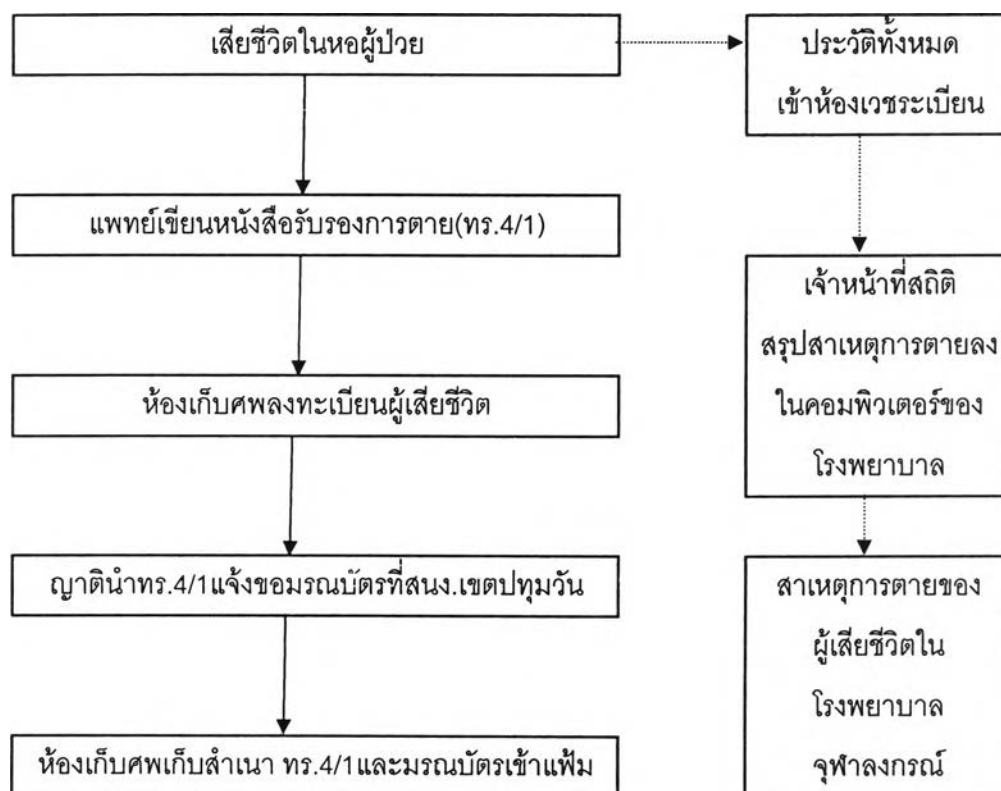 เสียชีวิตในหอผู้ป่วย
แพทย์เขียนหนังสือรับรองการตาย(ทร.4/1)
ห้องเก็บศพลงทะเบียนผู้เสียชีวิต
ญาตินำทร.4/1แจ้งขอมรณบัตรที่สนง.เขตปทุมวัน
ห้องเก็บศพเก็บสำเนา ทร.4/1และมรณบัตรเข้าแฟ้ม
ประวัติทั้งหมด
เข้าห้องเวชระเบียน
เจ้าหน้าที่สถิติ
สรุปสาเหตุการตายลง
ในคอมพิวเตอร์ของ
โรงพยาบาล
สาเหตุการตายของ
ผู้เสียชีวิตใน
โรงพยาบาล
จุฬาลงกรณ์